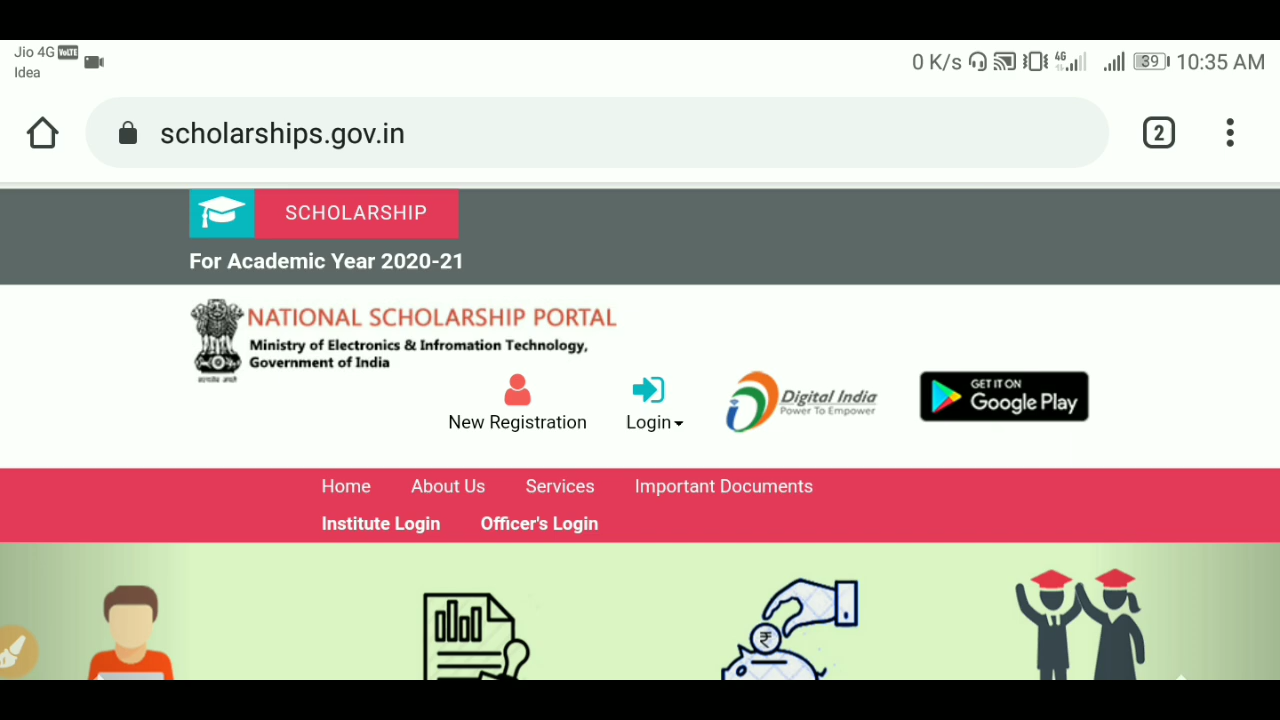 Jio 4G VoLTE
Idea
0 K/s 4G 39 10:35 AM
scholarships.gov.in
2
SCHOLARSHIP
For Academic Year 2020-21
NATIONAL SCHOLARSHIP PORTAL
Ministry of Electronics & Infromation Technology,
Government of India
New Registration
Login
Digital India
Power To Empower
GET IT ON
Google Play
Home About Us Services Important Documents
Institute Login Officer's Login
₹